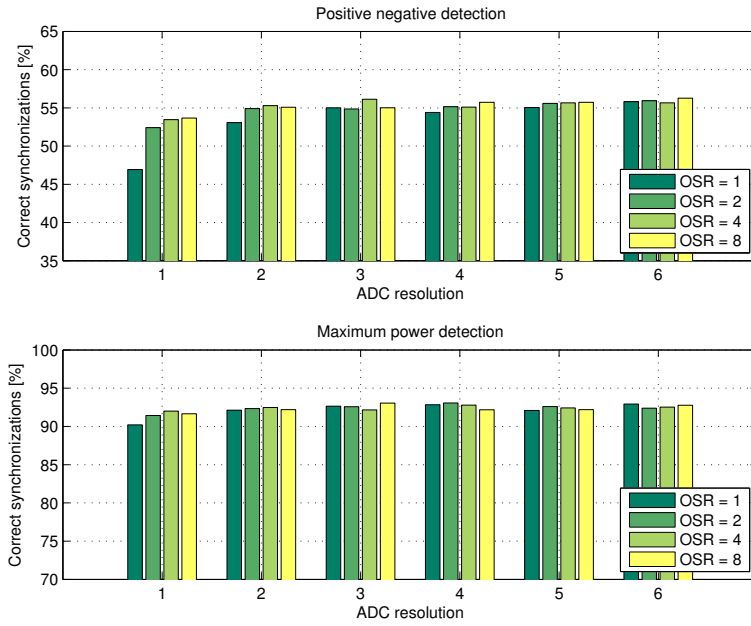 Positive negative detection
Correct synchronizations [%]
65
60
55
50
45
40
35
1 2 3 4 5 6
ADC resolution
OSR = 1
OSR = 2
OSR = 4
OSR = 8
Maximum power detection
Correct synchronizations [%]
100
95
90
85
80
75
70
1 2 3 4 5 6
ADC resolution
OSR = 1
OSR = 2
OSR = 4
OSR = 8